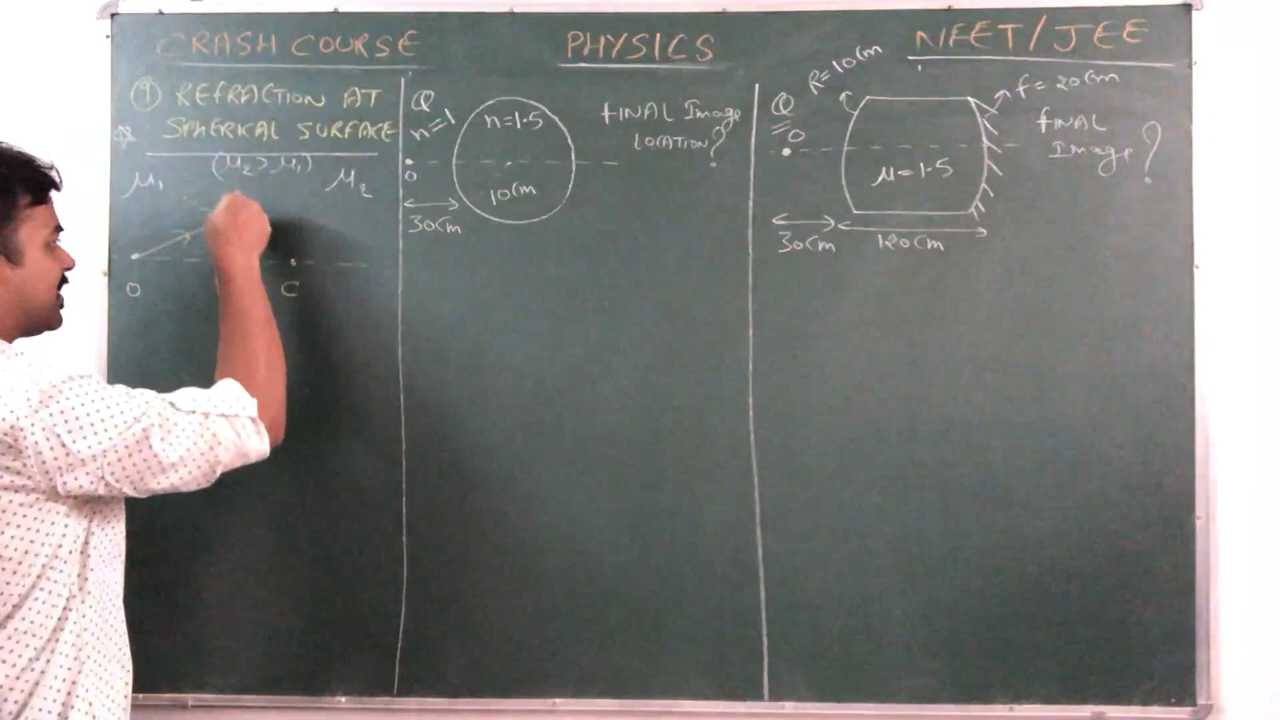 CRASH COURSE
PHYSICS
NEET/JEE
9 REFRACTION AT
SPHERICAL SURFACE
(μ₂>μ₁)
μ₁
μ₂
O
C
Q
n=1
n=1.5
10cm
O
30cm
FINAL Image
LOCATION?
Q
R=10cm
f=20cm
O
μ=1.5
30cm
120cm
FINAL
Image?